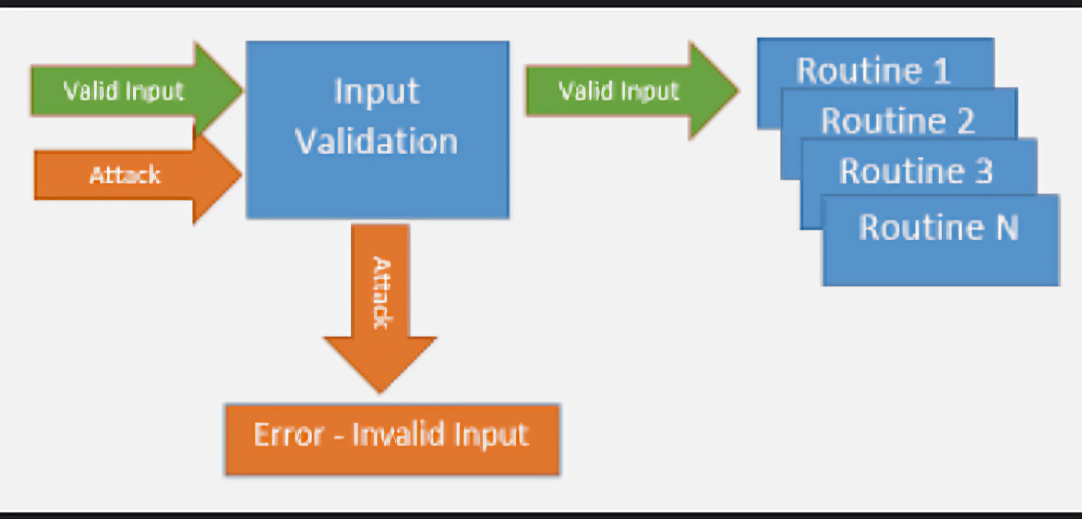 Valid Input
Attack
Input
Validation
Valid Input
Routine 1
Routine 2
Routine 3
Routine N
Attack
Error - Invalid Input